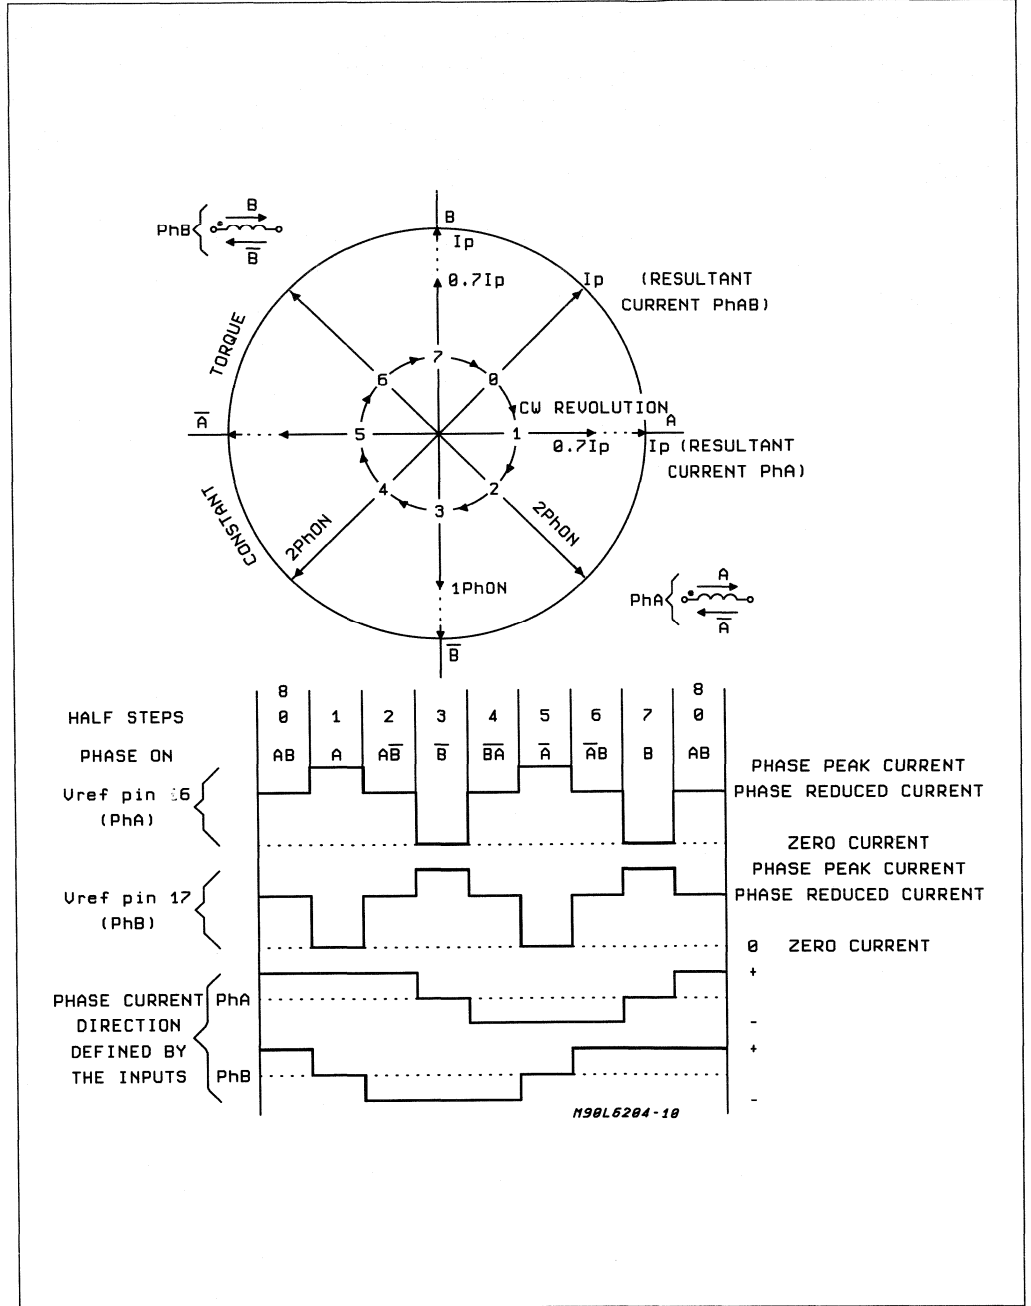 B
PhB
B̅
B
Ip
0.7Ip
Ip
(RESULTANT
CURRENT PhAB)
TORQUE
7
6
0
CW REVOLUTION
A̅
A
5
1
0.7Ip
Ip
(RESULTANT
CURRENT PhA)
4
2
3
CONSTANT
2PhON
2PhON
1PhON
A
PhA
A̅
B̅
8 8
HALF STEPS 0 1 2 3 4 5 6 7 0
PHASE ON AB A AB̅ B̅ B̅A̅ A̅ A̅B B AB
PHASE PEAK CURRENT
Vref pin 6 PHASE REDUCED CURRENT
(PhA)
ZERO CURRENT
PHASE PEAK CURRENT
Vref pin 17 PHASE REDUCED CURRENT
(PhB)
0 ZERO CURRENT
+
PHASE CURRENT PhA
DIRECTION -
DEFINED BY +
THE INPUTS PhB
-
M90L6204-10